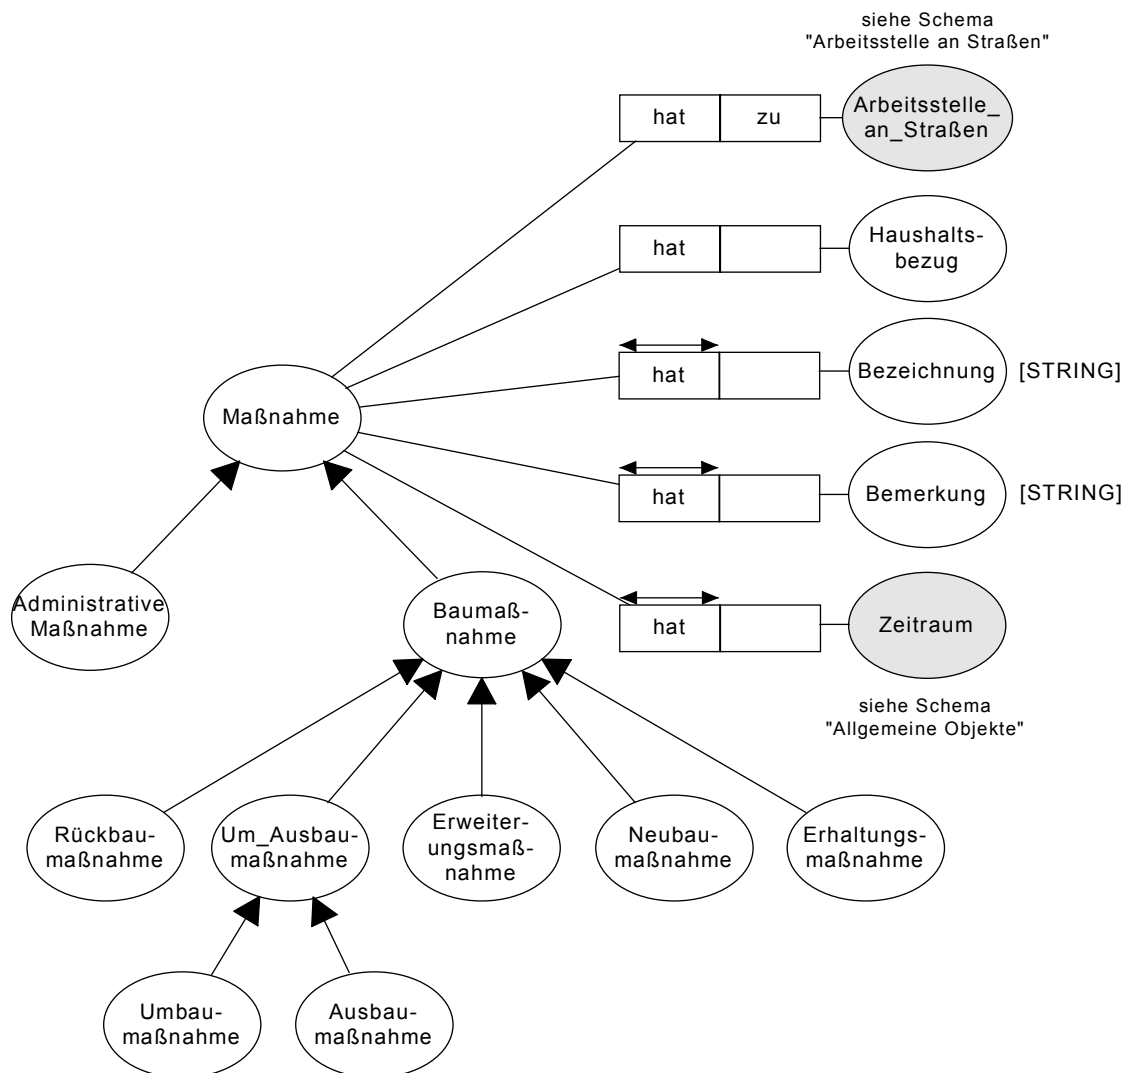 siehe Schema
"Arbeitsstelle an Straßen"
hat zu Arbeitsstelle_
an_Straßen
hat Haushalts-
bezug
hat Bezeichnung [STRING]
Maßnahme
hat Bemerkung [STRING]
Administrative
Maßnahme
Baumaß-
nahme
hat Zeitraum
siehe Schema
"Allgemeine Objekte"
Rückbau-
maßnahme
Um_Ausbau-
maßnahme
Erweiter-
ungsmaß-
nahme
Neubau-
maßnahme
Erhaltungs-
maßnahme
Umbau-
maßnahme
Ausbau-
maßnahme